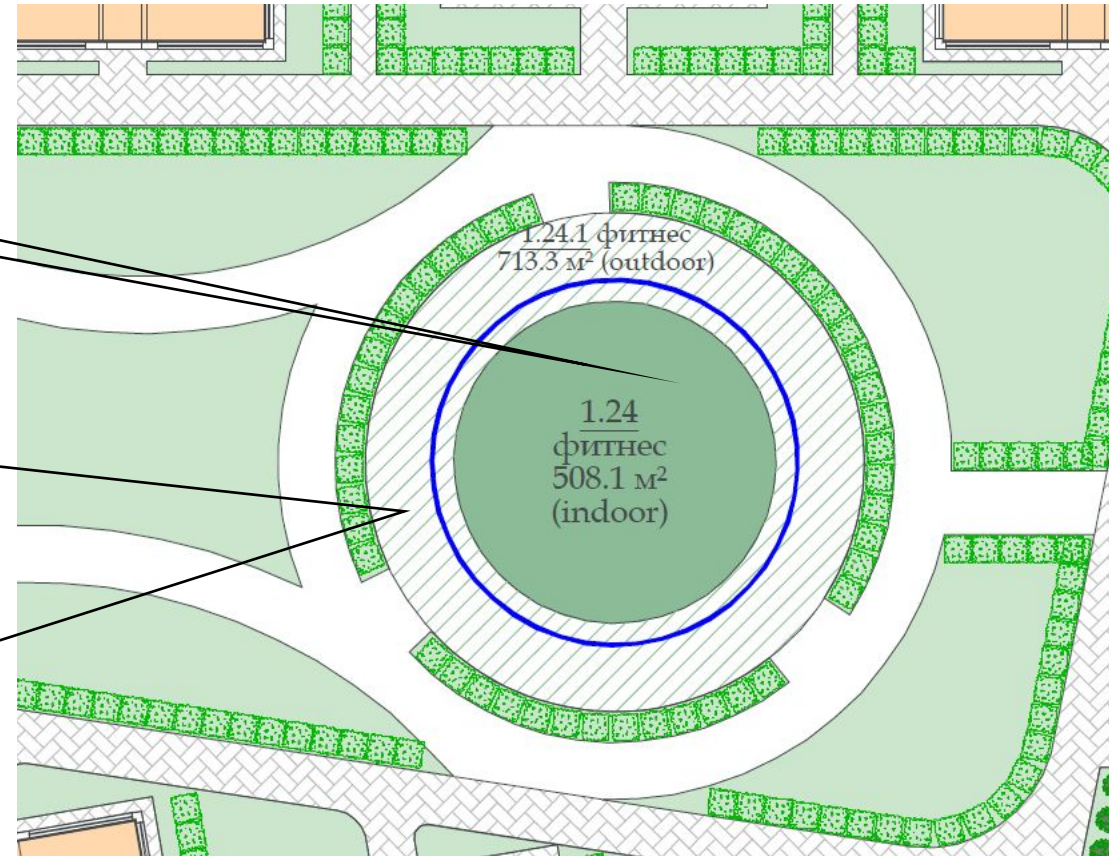 1.24.1 фитнес
713.3 м² (outdoor)
1.24
фитнес
508.1 м²
(indoor)